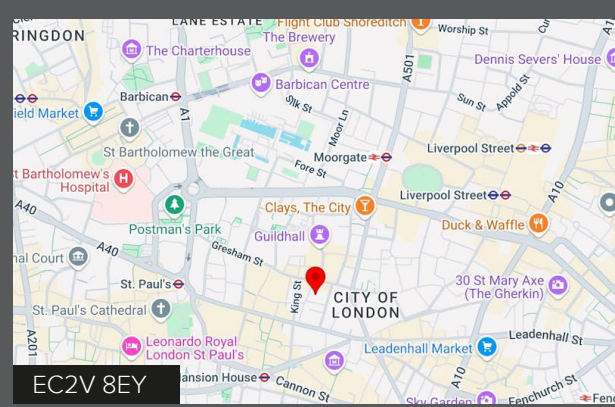 LANE ESTATE
Flight Club Shoreditch
Worship St
RINGDON
The Brewery
The Charterhouse
A501
Dennis Severs' House
Barbican Centre
Barbican
Silk St
Sun St
Appold St
ield Market
A1
Moor Ln
St Bartholomew the Great
Moorgate
Liverpool Street
Fore St
t Bartholomew's
Hospital
Liverpool Street
A10
A40
Clays, The City
Postman's Park
Duck & Waffle
Guildhall
A40
nal Court
Gresham St
St. Paul's
King St
CITY OF
LONDON
30 St Mary Axe
(The Gherkin)
St. Paul's Cathedral
Leadenhall St
A201
Leonardo Royal
London St Paul's
Leadenhall Market
EC2V 8EY
ansion House
Cannon St
A10
Sky Garden
Fenchurch St
Fenc